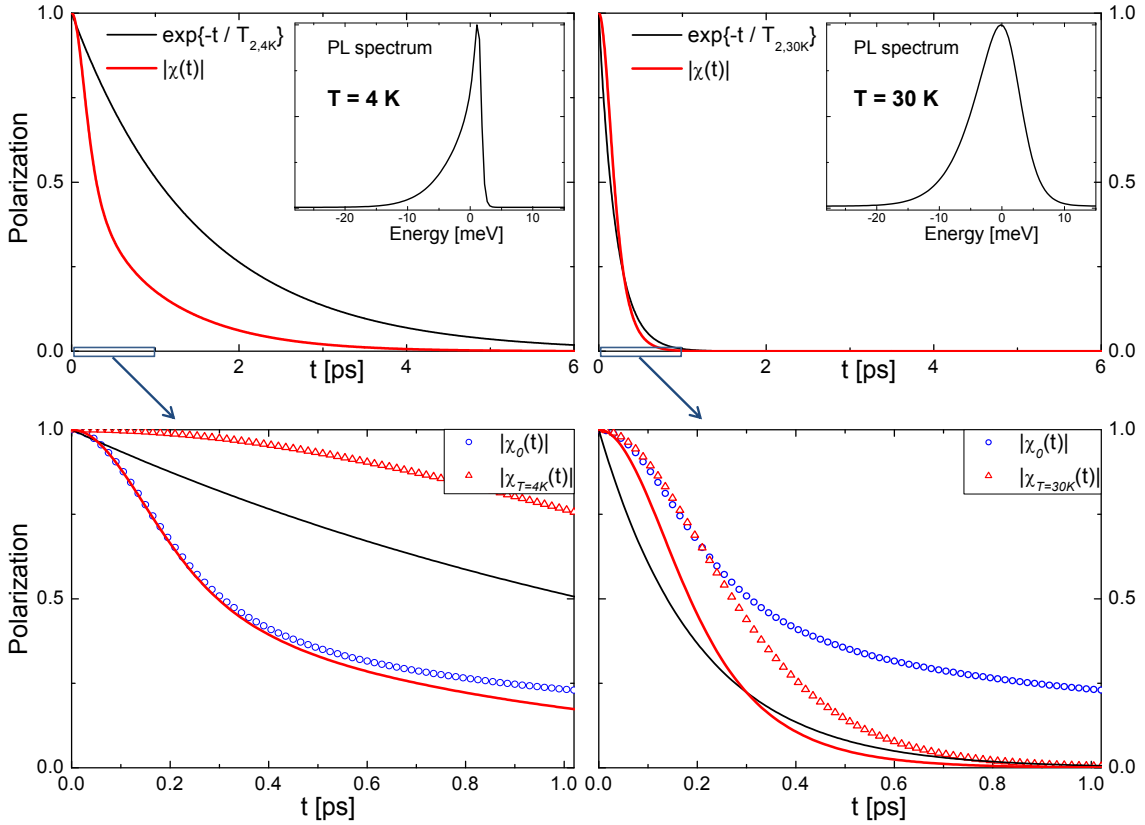 1.0
0.5
0.0
Polarization
exp{-t / T2,4K}
|χ(t)|
PL spectrum
T = 4 K
-20 -10 0 10
Energy [meV]
0 2 4 6
t [ps]
exp{-t / T2,30K}
|χ(t)|
PL spectrum
T = 30 K
-20 -10 0 10
Energy [meV]
0 2 4 6
t [ps]
1.0
0.5
0.0
1.0
0.5
0.0
Polarization
|χ0(t)|
|χT=4K(t)|
0.0 0.2 0.4 0.6 0.8 1.0
t [ps]
|χ0(t)|
|χT=30K(t)|
0.0 0.2 0.4 0.6 0.8 1.0
t [ps]
1.0
0.5
0.0